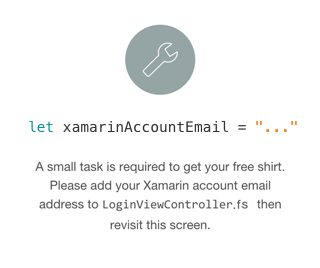 let xamarinAccountEmail = "..."
A small task is required to get your free shirt.
Please add your Xamarin account email
address to LoginViewController.fs then
revisit this screen.